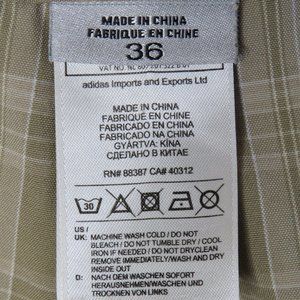 MADE IN CHINA
FABRIQUE EN CHINE
36
adidas Imports and Exports Ltd
MADE IN CHINA
FABRIQUÉ EN CHINE
FABRICADO EN CHINA
FABRICADO NA CHINA
GYÁRTVA: KÍNA
СДЕЛАНО В КИТАЕ
RN# 88387 CA# 40312
30
US /
UK: MACHINE WASH COLD / DO NOT
BLEACH / DO NOT TUMBLE DRY / COOL
IRON IF NEEDED / DO NOT DRYCLEAN
REMOVE IMMEDIATELY/WASH AND DRY
INSIDE OUT
D: NACH DEM WASCHEN SOFORT
HERAUSNEHMEN/WASCHEN UND
TROCKNEN VON LINKS